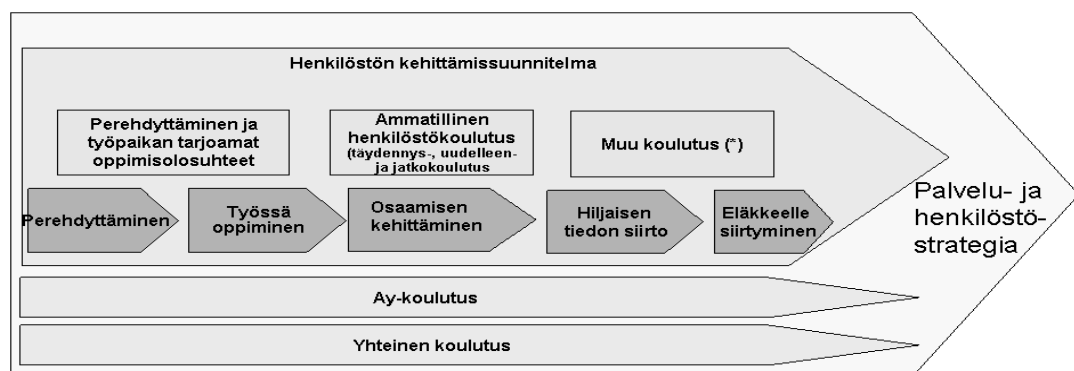 Henkilöstön kehittämissuunnitelma
Perehdyttäminen ja
työpaikan tarjoamat
oppimisolosuhteet
Ammatillinen
henkilöstökoulutus
(täydennys-, uudelleen-
ja jatkokoulutus
Muu koulutus (*)
Perehdyttäminen
Työssä
oppiminen
Osaamisen
kehittäminen
Hiljaisen
tiedon siirto
Eläkkeelle
siirtyminen
Palvelu- ja
henkilöstö-
strategia
Ay-koulutus
Yhteinen koulutus